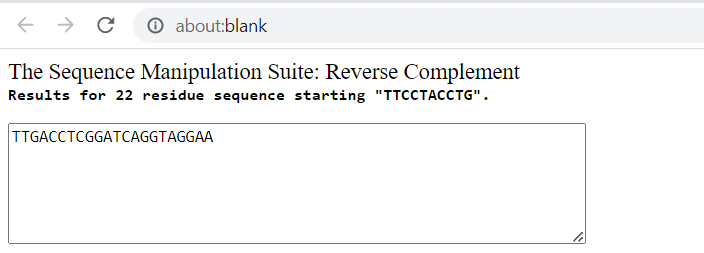 about:blank
The Sequence Manipulation Suite: Reverse Complement
Results for 22 residue sequence starting "TTCCTACCTG".
TTGACCTCGGATCAGGTAGGAA